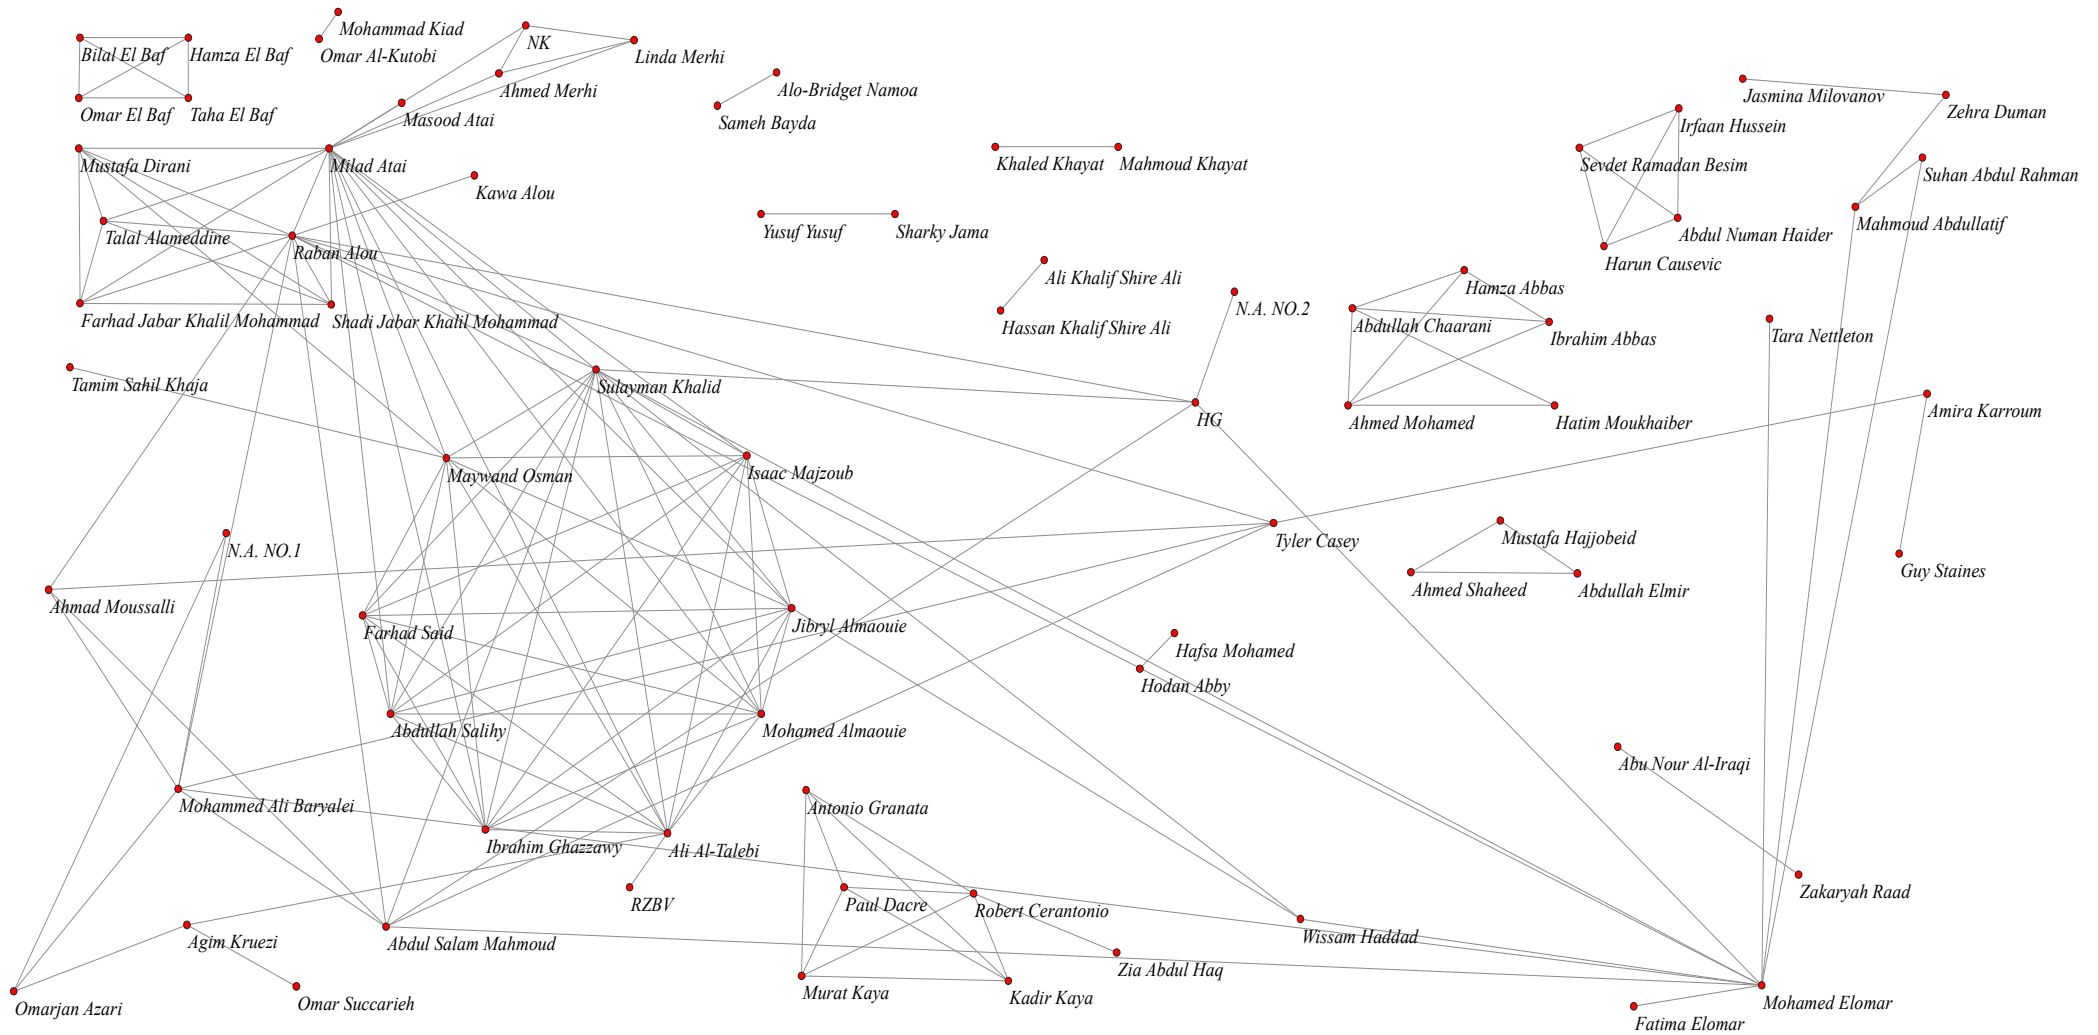 Mohammad Kiad
NK
Bilal El Baf
Hamza El Baf
Omar Al-Kutobi
Linda Merhi
Ahmed Merhi
Alo-Bridget Namoa
Jasmina Milovanov
Omar El Baf
Taha El Baf
Masood Atai
Sameh Bayda
Zehra Duman
Irfaan Hussein
Mustafa Dirani
Milad Atai
Khaled Khayat
Mahmoud Khayat
Sevdet Ramadan Besim
Suhan Abdul Rahman
Kawa Alou
Talal Alameddine
Yusuf Yusuf
Sharky Jama
Mahmoud Abdullatif
Abdul Numan Haider
Raban Alou
Harun Causevic
Ali Khalif Shire Ali
Hamza Abbas
N.A. NO.2
Farhad Jabar Khalil Mohammad
Shadi Jabar Khalil Mohammad
Hassan Khalif Shire Ali
Abdullah Chaarani
Ibrahim Abbas
Tara Nettleton
Tamim Sahil Khaja
Sulayman Khalid
HG
Ahmed Mohamed
Hatim Moukhaiber
Amira Karroum
Maywand Osman
Isaac Majzoub
N.A. NO.1
Tyler Casey
Mustafa Hajjobeid
Guy Staines
Ahmed Shaheed
Abdullah Elmir
Ahmad Moussalli
Farhad Said
Jibryl Almaouie
Hafsa Mohamed
Hodan Abby
Abdullah Salihy
Mohamed Almaouie
Abu Nour Al-Iraqi
Mohammed Ali Baryalei
Antonio Granata
Ibrahim Ghazzawy
Ali Al-Talebi
RZBV
Paul Dacre
Robert Cerantonio
Zakaryah Raad
Agim Kruezi
Abdul Salam Mahmoud
Wissam Haddad
Zia Abdul Haq
Omarjan Azari
Omar Succarieh
Murat Kaya
Kadir Kaya
Mohamed Elomar
Fatima Elomar